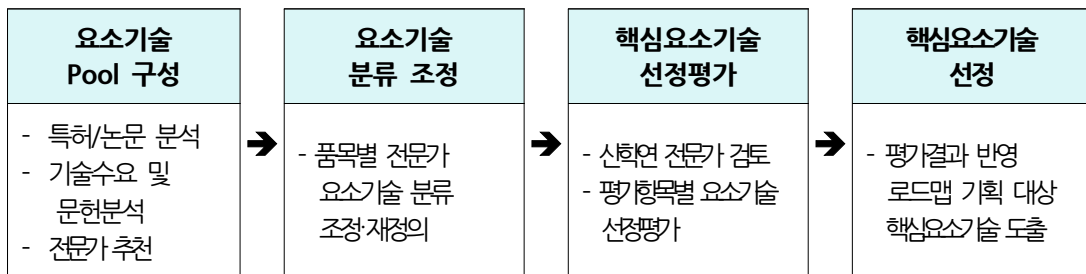 요소기술
Pool 구성
- 특허/논문 분석
- 기술수요 및
문헌분석
- 전문가 추천
➔
요소기술
분류 조정
- 품목별 전문가
요소기술 분류
조정·재정의
➔
핵심요소기술
선정평가
- 산학연 전문가 검토
- 평가항목별 요소기술
선정평가
➔
핵심요소기술
선정
- 평가결과 반영
로드맵 기획 대상
핵심요소기술 도출